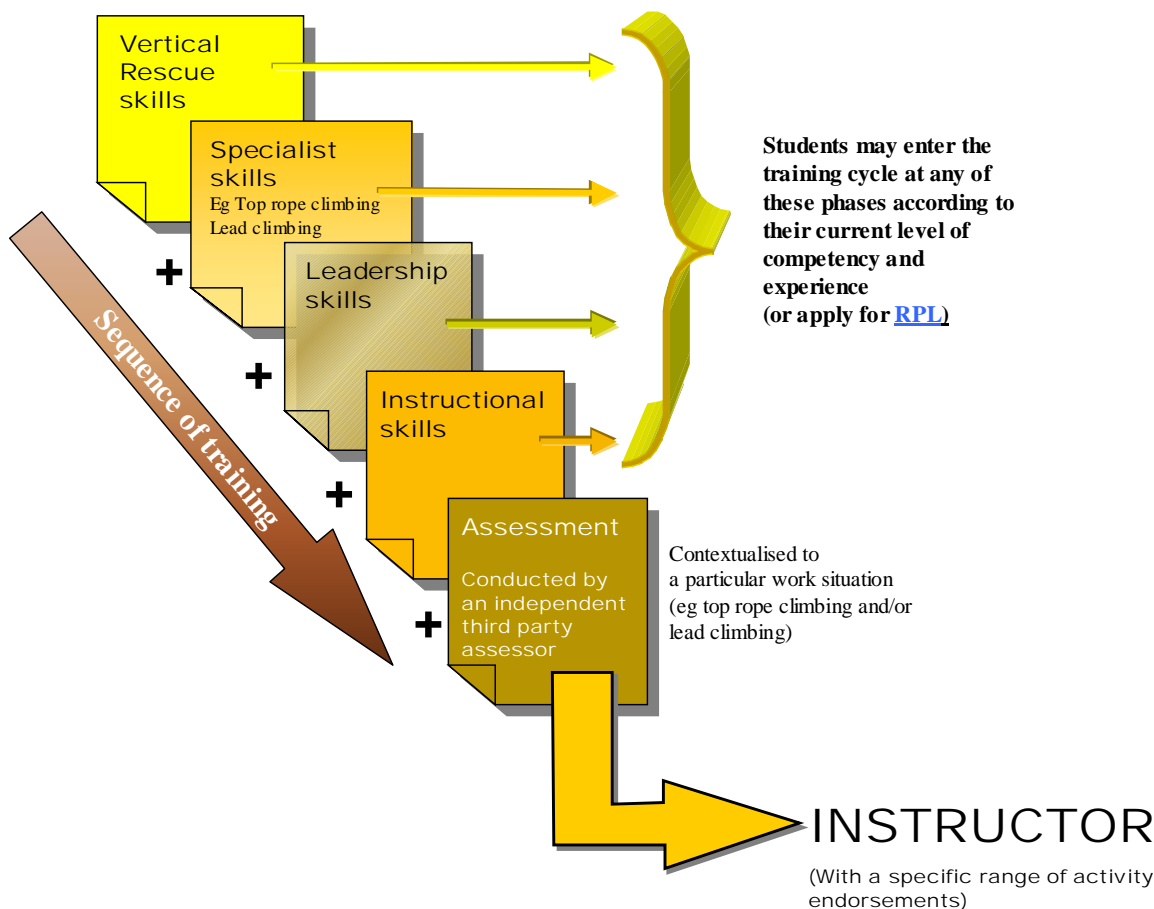 Vertical
Rescue
skills
Specialist
skills
Eg Top rope climbing
Lead climbing
+
Leadership
skills
+
Instructional
skills
+
Assessment
Conducted by
an independent
third party
assessor
+
Sequence of training
Students may enter the
training cycle at any of
these phases according to
their current level of
competency and
experience
(or apply for RPL)
Contextualised to
a particular work situation
(eg top rope climbing and/or
lead climbing)
INSTRUCTOR
(With a specific range of activity
endorsements)